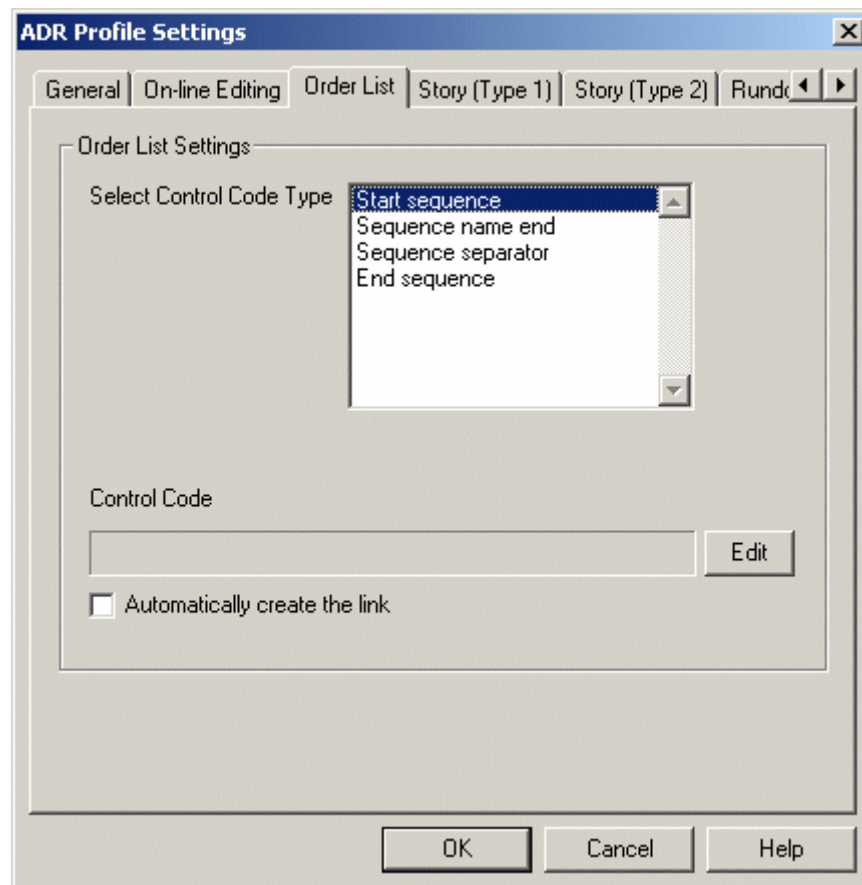 ADR Profile Settings
General On-line Editing Order List Story (Type 1) Story (Type 2)
Order List Settings
Select Control Code Type
Start sequence
Sequence name end
Sequence separator
End sequence
Control Code
Edit
Automatically create the link
OK Cancel Help